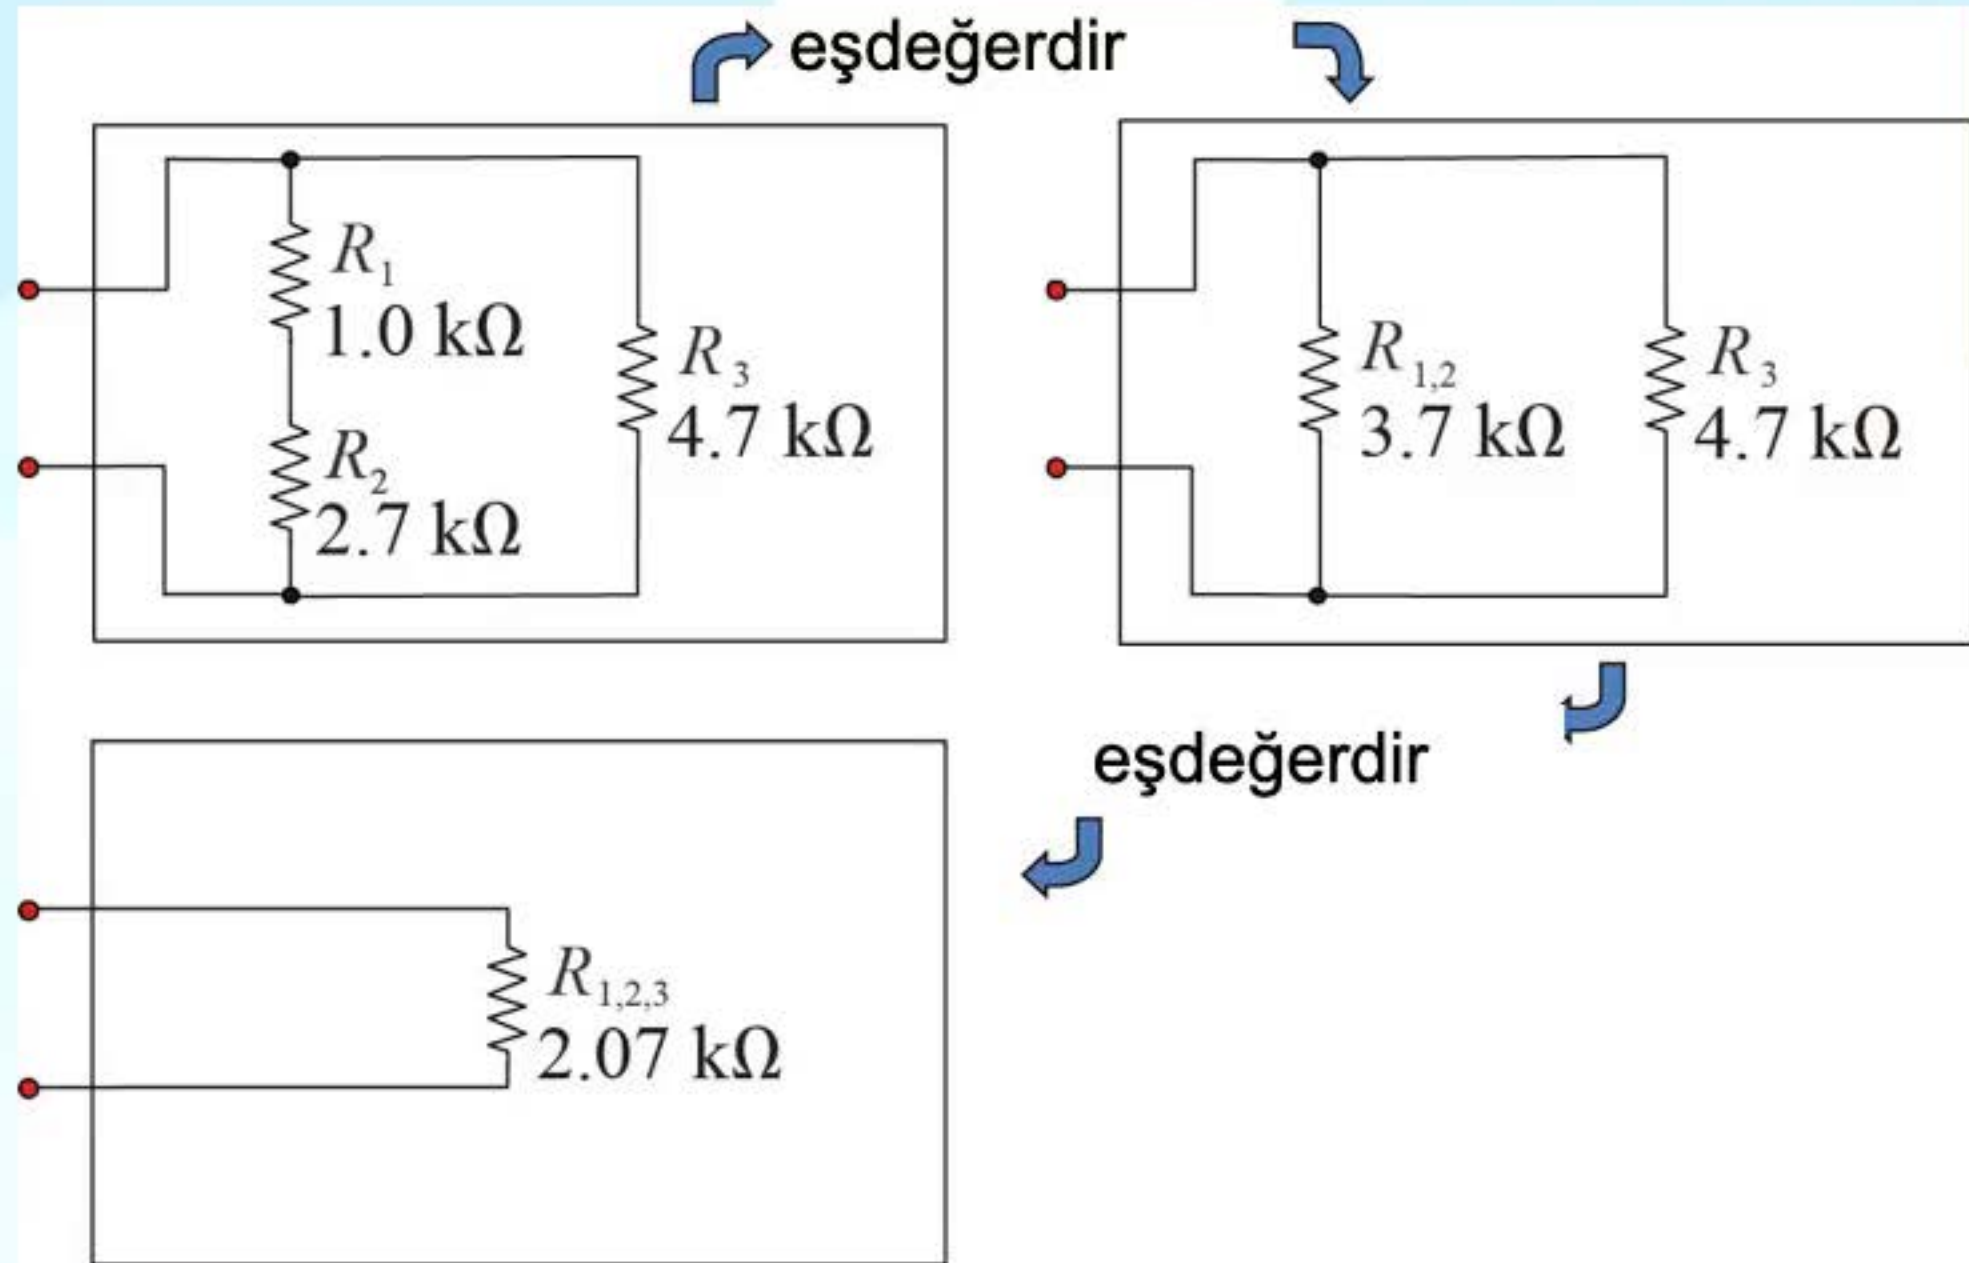 eşdeğerdir
R1
1.0 kΩ
R2
2.7 kΩ
R3
4.7 kΩ
R1,2
3.7 kΩ
R3
4.7 kΩ
eşdeğerdir
R1,2,3
2.07 kΩ